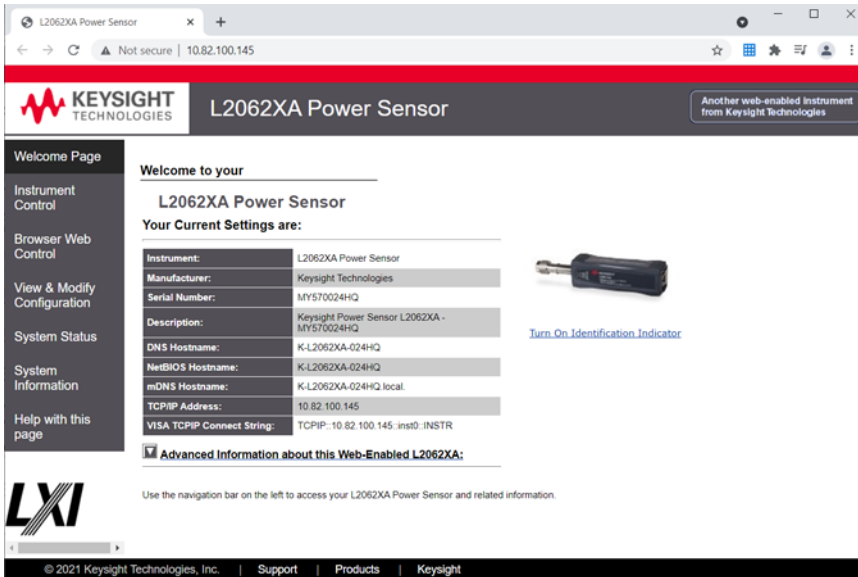 L2062XA Power Sensor
Not secure | 10.82.100.145
KEYSIGHT
TECHNOLOGIES
L2062XA Power Sensor
Another web-enabled Instrument
from Keysight Technologies
Welcome Page
Instrument
Control
Browser Web
Control
View & Modify
Configuration
System Status
System
Information
Help with this
page
LXI
Welcome to your
L2062XA Power Sensor
Your Current Settings are:
Instrument: L2062XA Power Sensor
Manufacturer: Keysight Technologies
Serial Number: MY570024HQ
Description: Keysight Power Sensor L2062XA -
MY570024HQ
DNS Hostname: K-L2062XA-024HQ
NetBIOS Hostname: K-L2062XA-024HQ
mDNS Hostname: K-L2062XA-024HQ.local.
TCP/IP Address: 10.82.100.145
VISA TCPIP Connect String: TCPIP::10.82.100.145::inst0::INSTR
Advanced Information about this Web-Enabled L2062XA:
Use the navigation bar on the left to access your L2062XA Power Sensor and related information.
Turn On Identification Indicator
© 2021 Keysight Technologies, Inc. | Support | Products | Keysight